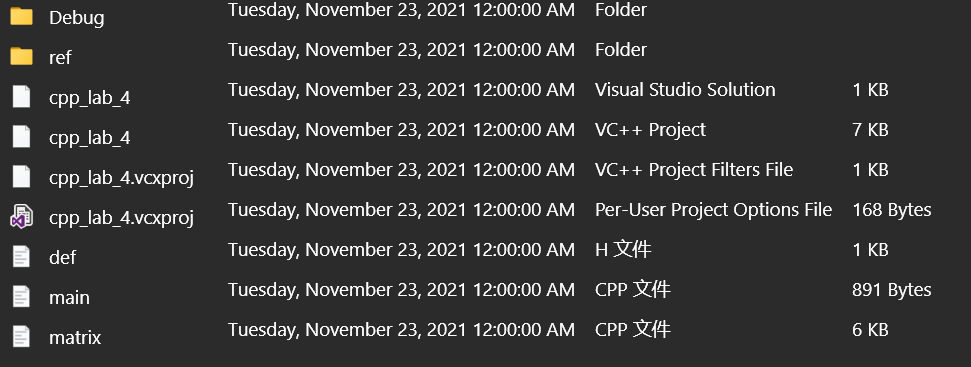 Debug Tuesday, November 23, 2021 12:00:00 AM Folder
ref Tuesday, November 23, 2021 12:00:00 AM Folder
cpp_lab_4 Tuesday, November 23, 2021 12:00:00 AM Visual Studio Solution 1 KB
cpp_lab_4 Tuesday, November 23, 2021 12:00:00 AM VC++ Project 7 KB
cpp_lab_4.vcxproj Tuesday, November 23, 2021 12:00:00 AM VC++ Project Filters File 1 KB
cpp_lab_4.vcxproj Tuesday, November 23, 2021 12:00:00 AM Per-User Project Options File 168 Bytes
def Tuesday, November 23, 2021 12:00:00 AM H 文件 1 KB
main Tuesday, November 23, 2021 12:00:00 AM CPP 文件 891 Bytes
matrix Tuesday, November 23, 2021 12:00:00 AM CPP 文件 6 KB